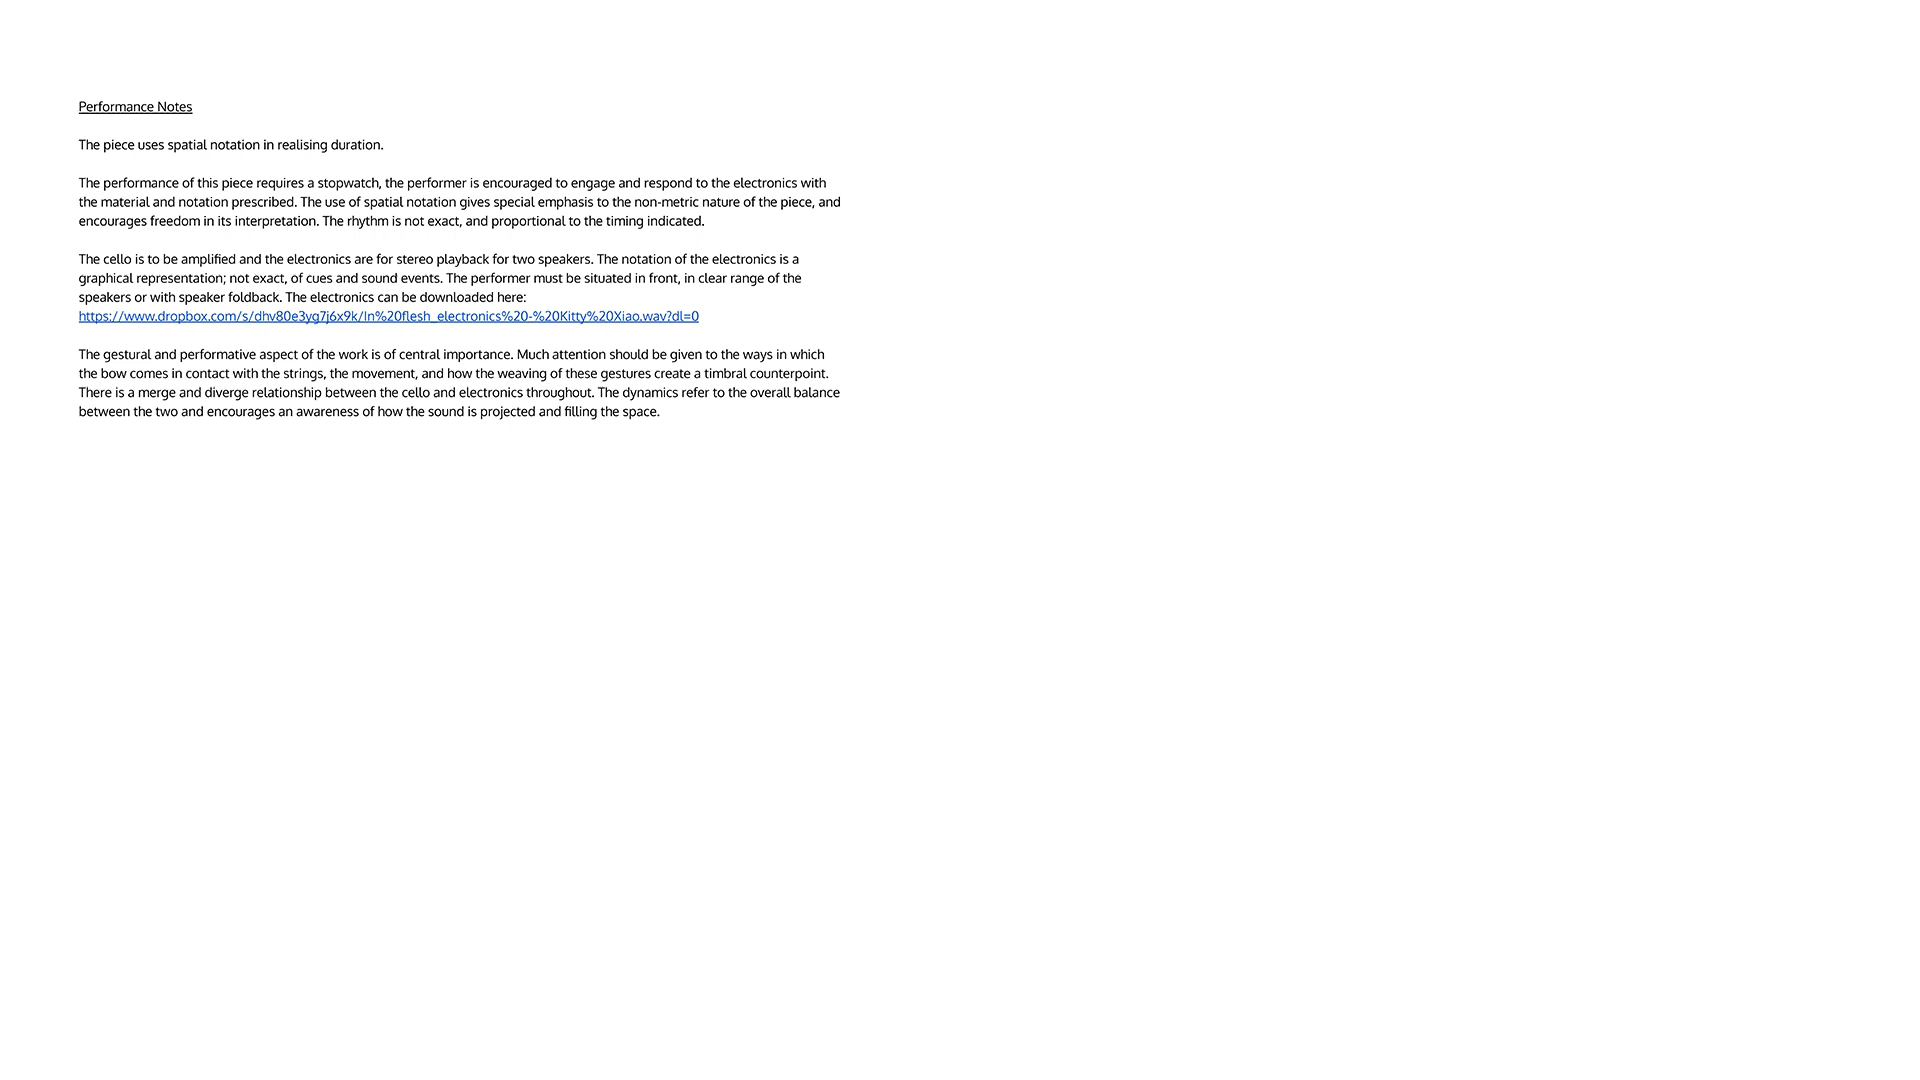 Performance Notes
The piece uses spatial notation in realising duration.
The performance of this piece requires a stopwatch, the performer is encouraged to engage and respond to the electronics with
the material and notation prescribed. The use of spatial notation gives special emphasis to the non-metric nature of the piece, and
encourages freedom in its interpretation. The rhythm is not exact, and proportional to the timing indicated.
The cello is to be amplified and the electronics are for stereo playback for two speakers. The notation of the electronics is a
graphical representation; not exact, of cues and sound events. The performer must be situated in front, in clear range of the
speakers or with speaker foldback. The electronics can be downloaded here:
https://www.dropbox.com/s/dhv80e3yg7j6x9k/In%20flesh_electronics%20-%20Kitty%20Xiao.wav?dl=0
The gestural and performative aspect of the work is of central importance. Much attention should be given to the ways in which
the bow comes in contact with the strings, the movement, and how the weaving of these gestures create a timbral counterpoint.
There is a merge and diverge relationship between the cello and electronics throughout. The dynamics refer to the overall balance
between the two and encourages an awareness of how the sound is projected and filling the space.